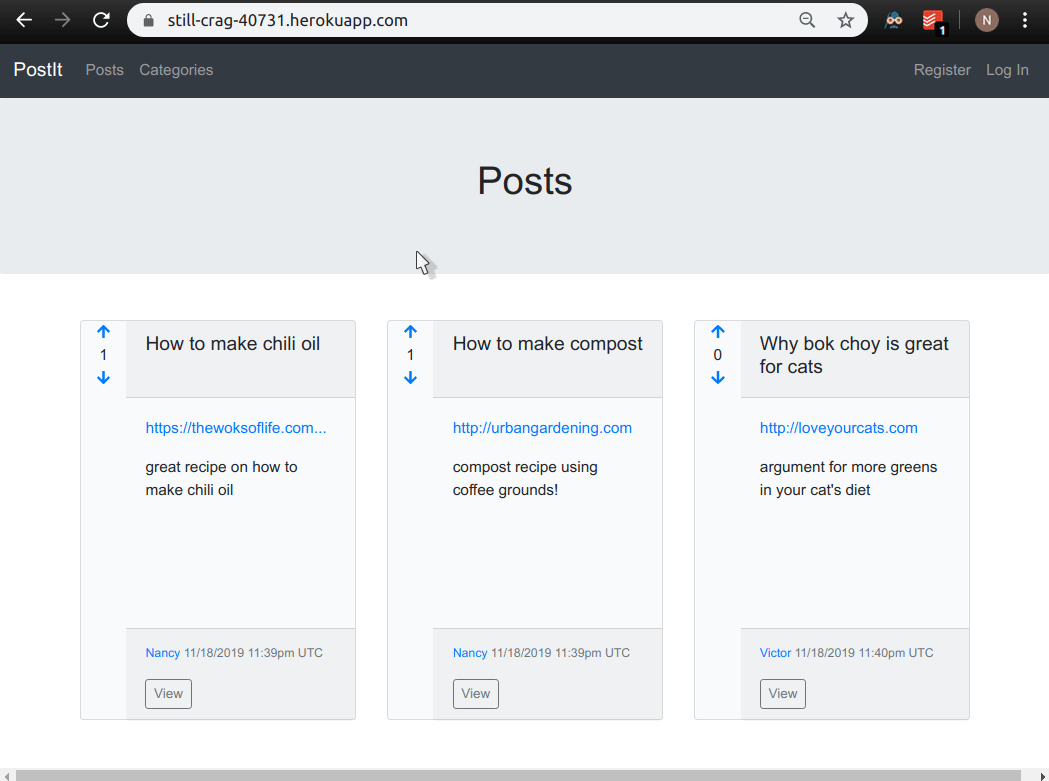 still-crag-40731.herokuapp.com
1
N
PostIt Posts Categories Register Log In
Posts
1
How to make chili oil
https://thewoksoflife.com...
great recipe on how to
make chili oil
Nancy 11/18/2019 11:39pm UTC
View
1
How to make compost
http://urbangardening.com
compost recipe using
coffee grounds!
Nancy 11/18/2019 11:39pm UTC
View
0
Why bok choy is great
for cats
http://loveyourcats.com
argument for more greens
in your cat's diet
Victor 11/18/2019 11:40pm UTC
View